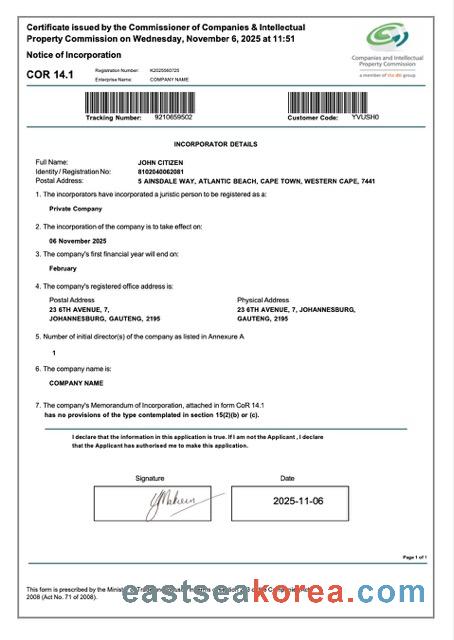 Certificate issued by the Commissioner of Companies & Intellectual
Property Commission on Wednesday, November 6, 2025 at 11:51
Notice of Incorporation
COR 14.1
Registration Number: K2025560725
Enterprise Name: COMPANY NAME
Companies and Intellectual
Property Commission
a member of the dti group
Tracking Number: 9210659502
Customer Code: YVUSH0
INCORPORATOR DETAILS
Full Name: JOHN CITIZEN
Identity / Registration No: 8102040062081
Postal Address: 5 AINSDALE WAY, ATLANTIC BEACH, CAPE TOWN, WESTERN CAPE, 7441
1. The incorporators have incorporated a juristic person to be registered as a:
Private Company
2. The incorporation of the company is to take effect on:
06 November 2025
3. The company's first financial year will end on:
February
4. The company's registered office address is:
Postal Address Physical Address
23 6TH AVENUE, 7, 23 6TH AVENUE, 7, JOHANNESBURG,
JOHANNESBURG, GAUTENG, 2195 GAUTENG, 2195
5. Number of initial director(s) of the company as listed in Annexure A
1
6. The company name is:
COMPANY NAME
7. The company's Memorandum of Incorporation, attached in form CoR 14.1
has no provisions of the type contemplated in section 15(2)(b) or (c).
I declare that the information in this application is true. If I am not the Applicant , I declare
that the Applicant has authorised me to make this application.
Signature Date
2025-11-06
Page 1 of 1
This form is prescribed by the
2008 (Act No. 71 of 2008).
eastseakorea.com